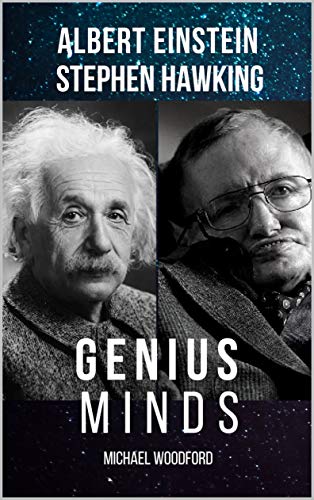 ALBERT EINSTEIN
STEPHEN HAWKING
GENIUS
MINDS
MICHAEL WOODFORD